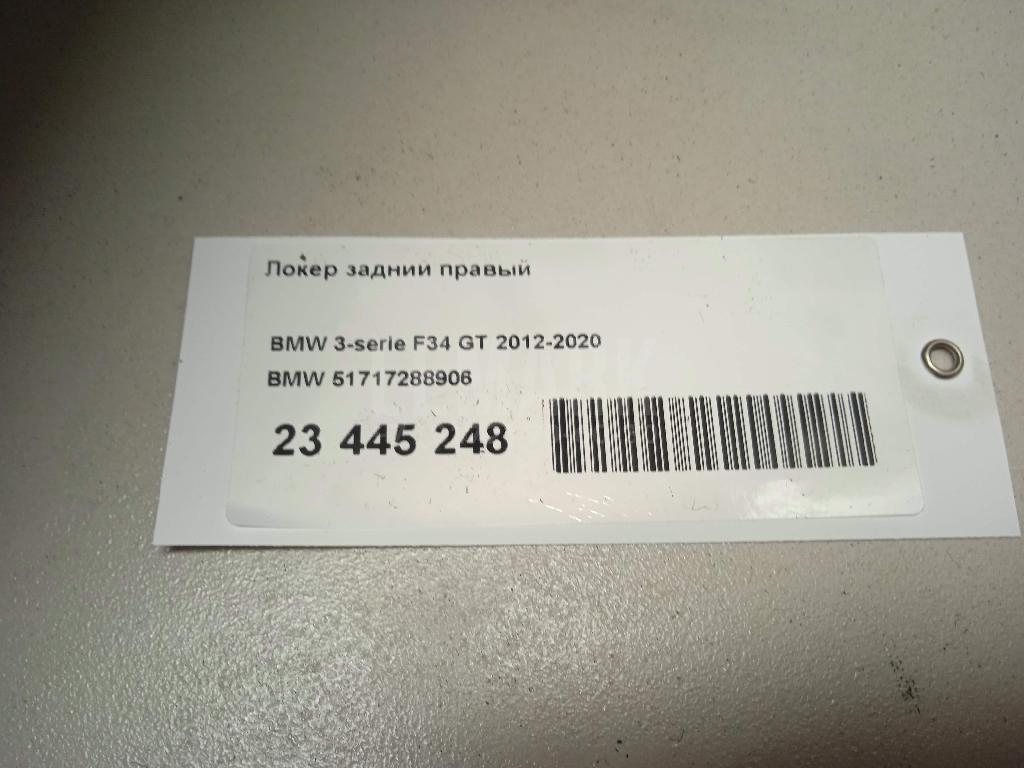 Локер задний правый
BMW 3-serie F34 GT 2012-2020
BMW 51717288906
23 445 248